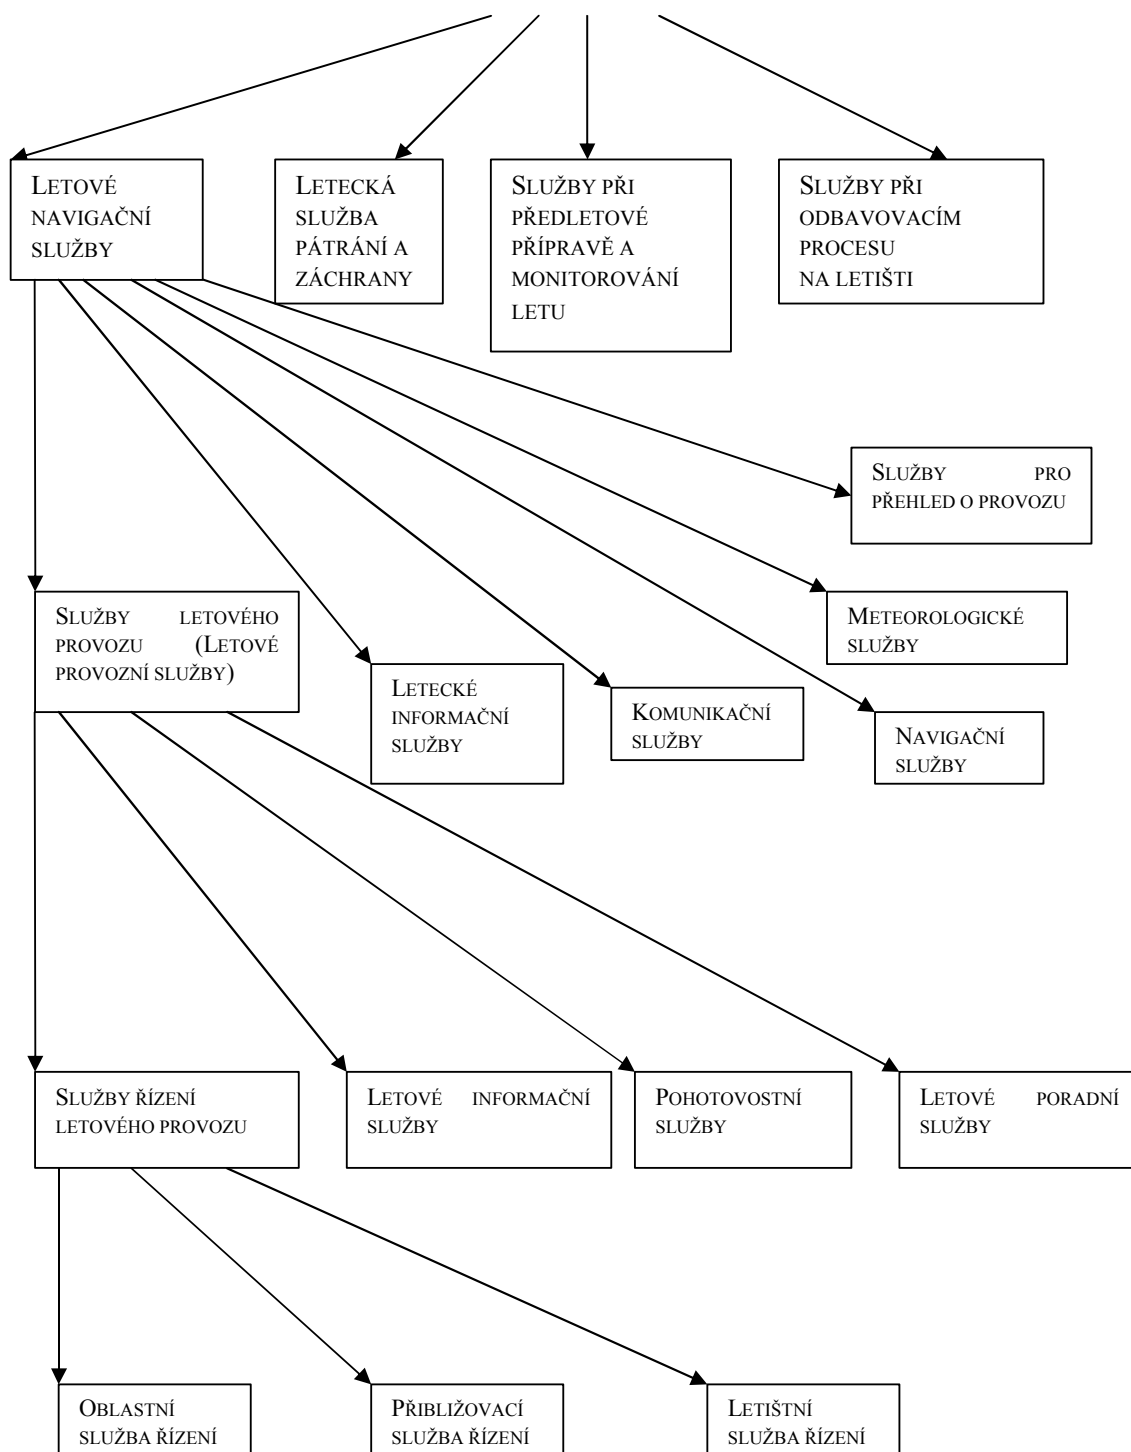 LETOVÉ
NAVIGAČNÍ
SLUŽBY
LETECKÁ
SLUŽBA
PÁTRÁNÍ A
ZÁCHRANY
SLUŽBY PŘI
PŘEDLETOVÉ
PŘÍPRAVĚ A
MONITOROVÁNÍ
LETU
SLUŽBY PŘI
ODBAVOVACÍM
PROCESU
NA LETIŠTI
SLUŽBY PRO
PŘEHLED O PROVOZU
SLUŽBY LETOVÉHO
PROVOZU (LETOVÉ
PROVOZNÍ SLUŽBY)
METEOROLOGICKÉ
SLUŽBY
LETECKÉ
INFORMAČNÍ
SLUŽBY
KOMUNIKAČNÍ
SLUŽBY
NAVIGAČNÍ
SLUŽBY
SLUŽBY ŘÍZENÍ
LETOVÉHO PROVOZU
LETOVÉ INFORMAČNÍ
SLUŽBY
POHOTOVOSTNÍ
SLUŽBY
LETOVÉ PORADNÍ
SLUŽBY
OBLASTNÍ
SLUŽBA ŘÍZENÍ
PŘIBLIŽOVACÍ
SLUŽBA ŘÍZENÍ
LETIŠTNÍ
SLUŽBA ŘÍZENÍ